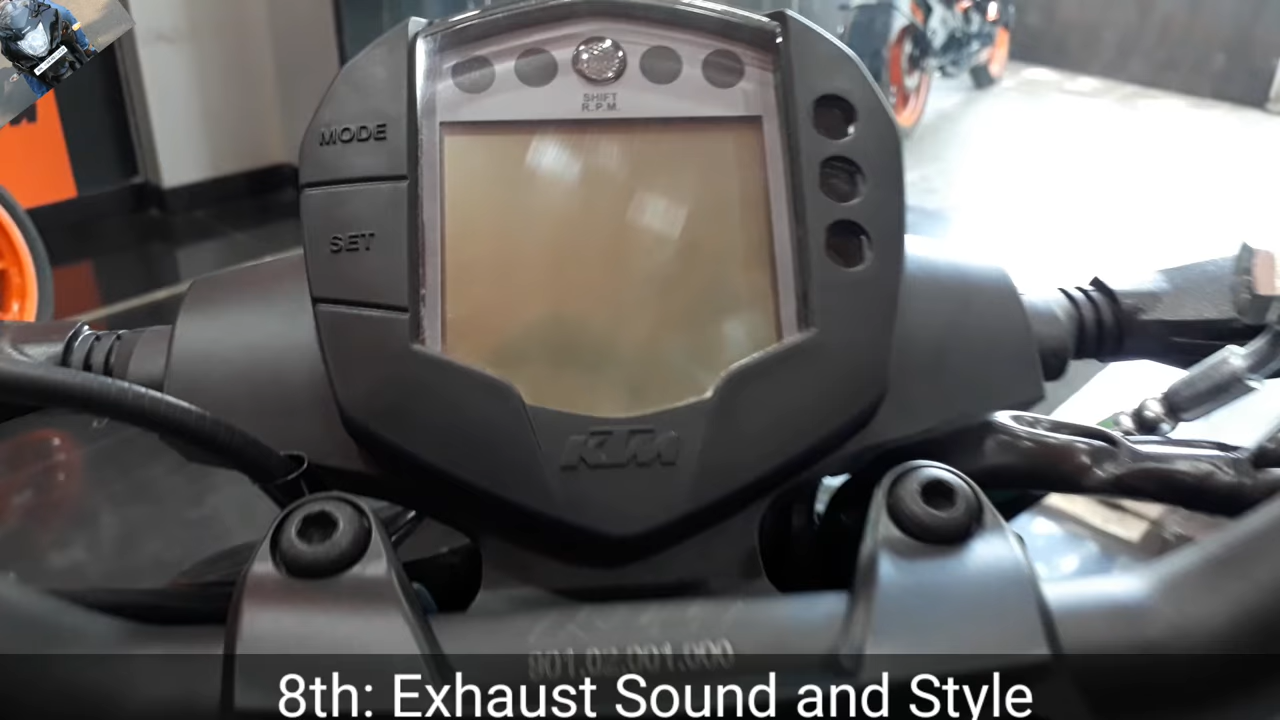 SHIFT
R.P.M.
MODE
SET
KTM
801.02.001.000
8th: Exhaust Sound and Style